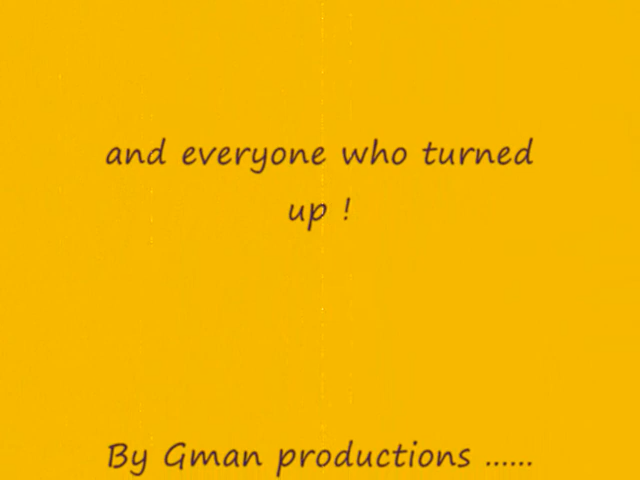 and everyone who turned
up !
By Gman productions ......